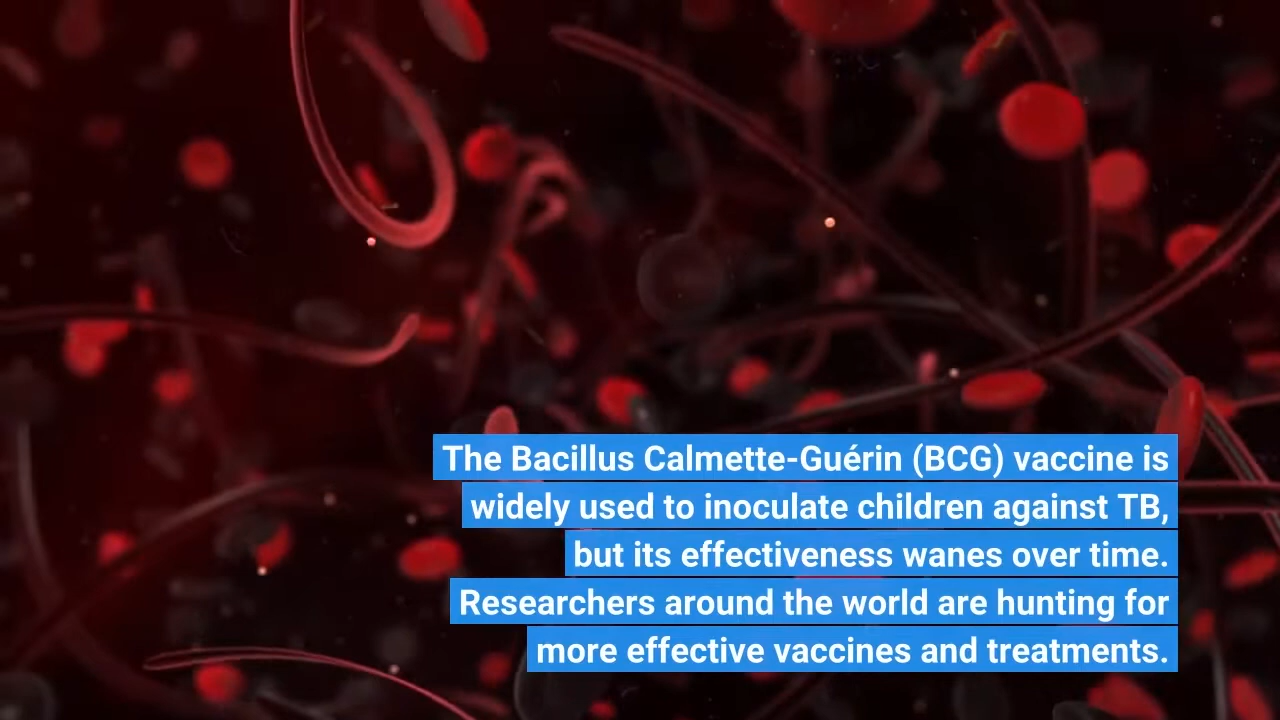 The Bacillus Calmette-Guérin (BCG) vaccine is
widely used to inoculate children against TB,
but its effectiveness wanes over time.
Researchers around the world are hunting for
more effective vaccines and treatments.